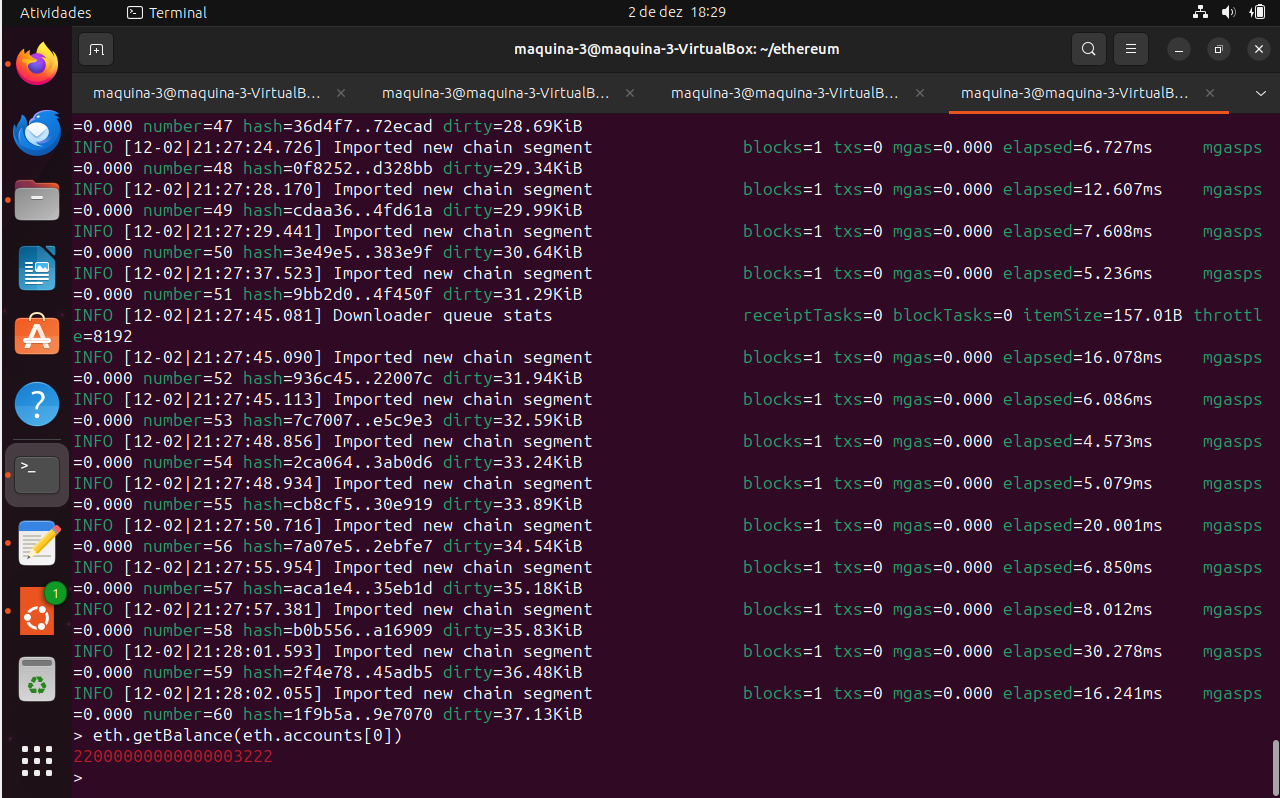 Atividades Terminal 2 de dez 18:29
maquina-3@maquina-3-VirtualBox: ~/ethereum
maquina-3@maquina-3-VirtualB... maquina-3@maquina-3-VirtualB... maquina-3@maquina-3-VirtualB... maquina-3@maquina-3-VirtualB...
=0.000 number=47 hash=36d4f7..72ecad dirty=28.69KiB
INFO [12-02|21:27:24.726] Imported new chain segment blocks=1 txs=0 mgas=0.000 elapsed=6.727ms mgasps
=0.000 number=48 hash=0f8252..d328bb dirty=29.34KiB
INFO [12-02|21:27:28.170] Imported new chain segment blocks=1 txs=0 mgas=0.000 elapsed=12.607ms mgasps
=0.000 number=49 hash=cdaa36..4fd61a dirty=29.99KiB
INFO [12-02|21:27:29.441] Imported new chain segment blocks=1 txs=0 mgas=0.000 elapsed=7.608ms mgasps
=0.000 number=50 hash=3e49e5..383e9f dirty=30.64KiB
INFO [12-02|21:27:37.523] Imported new chain segment blocks=1 txs=0 mgas=0.000 elapsed=5.236ms mgasps
=0.000 number=51 hash=9bb2d0..4f450f dirty=31.29KiB
INFO [12-02|21:27:45.081] Downloader queue stats receiptTasks=0 blockTasks=0 itemSize=157.01B throttl
e=8192
INFO [12-02|21:27:45.090] Imported new chain segment blocks=1 txs=0 mgas=0.000 elapsed=16.078ms mgasps
=0.000 number=52 hash=936c45..22007c dirty=31.94KiB
INFO [12-02|21:27:45.113] Imported new chain segment blocks=1 txs=0 mgas=0.000 elapsed=6.086ms mgasps
=0.000 number=53 hash=7c7007..e5c9e3 dirty=32.59KiB
INFO [12-02|21:27:48.856] Imported new chain segment blocks=1 txs=0 mgas=0.000 elapsed=4.573ms mgasps
=0.000 number=54 hash=2ca064..3ab0d6 dirty=33.24KiB
INFO [12-02|21:27:48.934] Imported new chain segment blocks=1 txs=0 mgas=0.000 elapsed=5.079ms mgasps
=0.000 number=55 hash=cb8cf5..30e919 dirty=33.89KiB
INFO [12-02|21:27:50.716] Imported new chain segment blocks=1 txs=0 mgas=0.000 elapsed=20.001ms mgasps
=0.000 number=56 hash=7a07e5..2ebfe7 dirty=34.54KiB
INFO [12-02|21:27:55.954] Imported new chain segment blocks=1 txs=0 mgas=0.000 elapsed=6.850ms mgasps
=0.000 number=57 hash=aca1e4..35eb1d dirty=35.18KiB
INFO [12-02|21:27:57.381] Imported new chain segment blocks=1 txs=0 mgas=0.000 elapsed=8.012ms mgasps
=0.000 number=58 hash=b0b556..a16909 dirty=35.83KiB
INFO [12-02|21:28:01.593] Imported new chain segment blocks=1 txs=0 mgas=0.000 elapsed=30.278ms mgasps
=0.000 number=59 hash=2f4e78..45adb5 dirty=36.48KiB
INFO [12-02|21:28:02.055] Imported new chain segment blocks=1 txs=0 mgas=0.000 elapsed=16.241ms mgasps
=0.000 number=60 hash=1f9b5a..9e7070 dirty=37.13KiB
> eth.getBalance(eth.accounts[0])
22000000000000003222
>
1